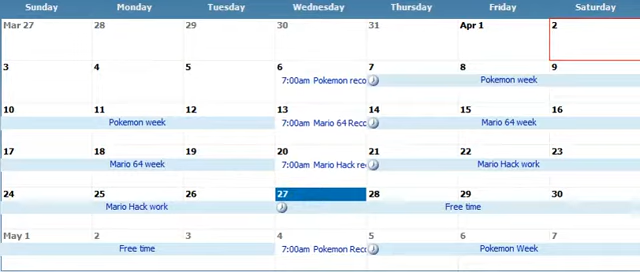 Sunday Monday Tuesday Wednesday Thursday Friday Saturday
Mar 27 28 29 30 31 Apr 1 2
3 4 5 6 7 8 9
7:00am Pokemon reco Pokemon Week
10 11 12 13 14 15 16
Pokemon week 7:00am Mario 64 Reco Mario 64 week
17 18 19 20 21 22 23
Mario 64 week 7:00am Mario Hack re Mario Hack work
24 25 26 27 28 29 30
Mario Hack work Free time
May 1 2 3 4 5 6 7
Free time 7:00am Pokemon Reco Pokemon Week